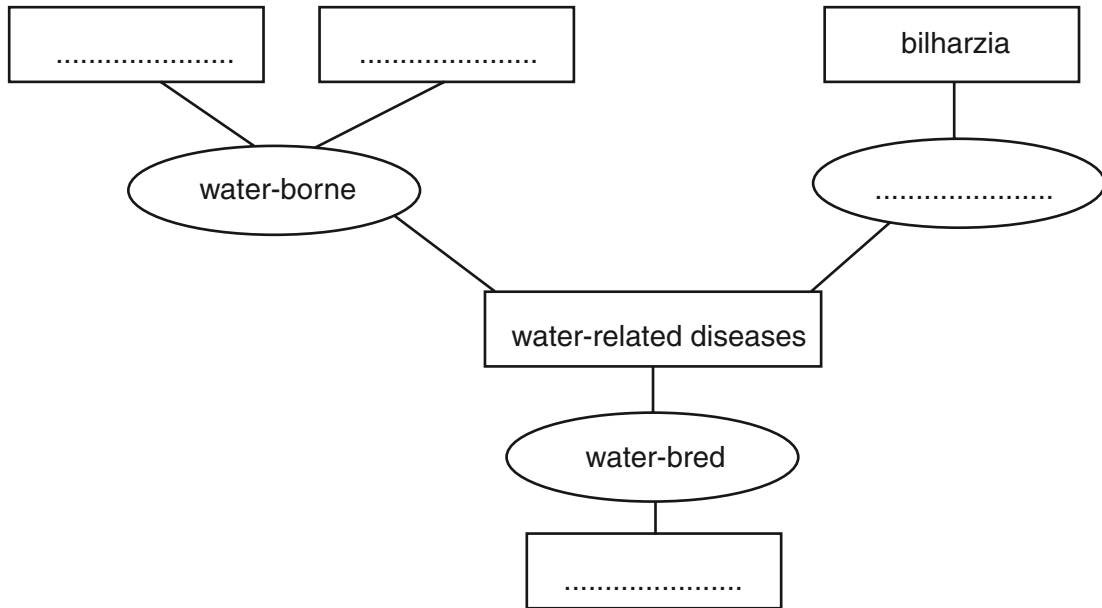 ...................... ...................... bilharzia
water-borne ......................
water-related diseases
water-bred
......................